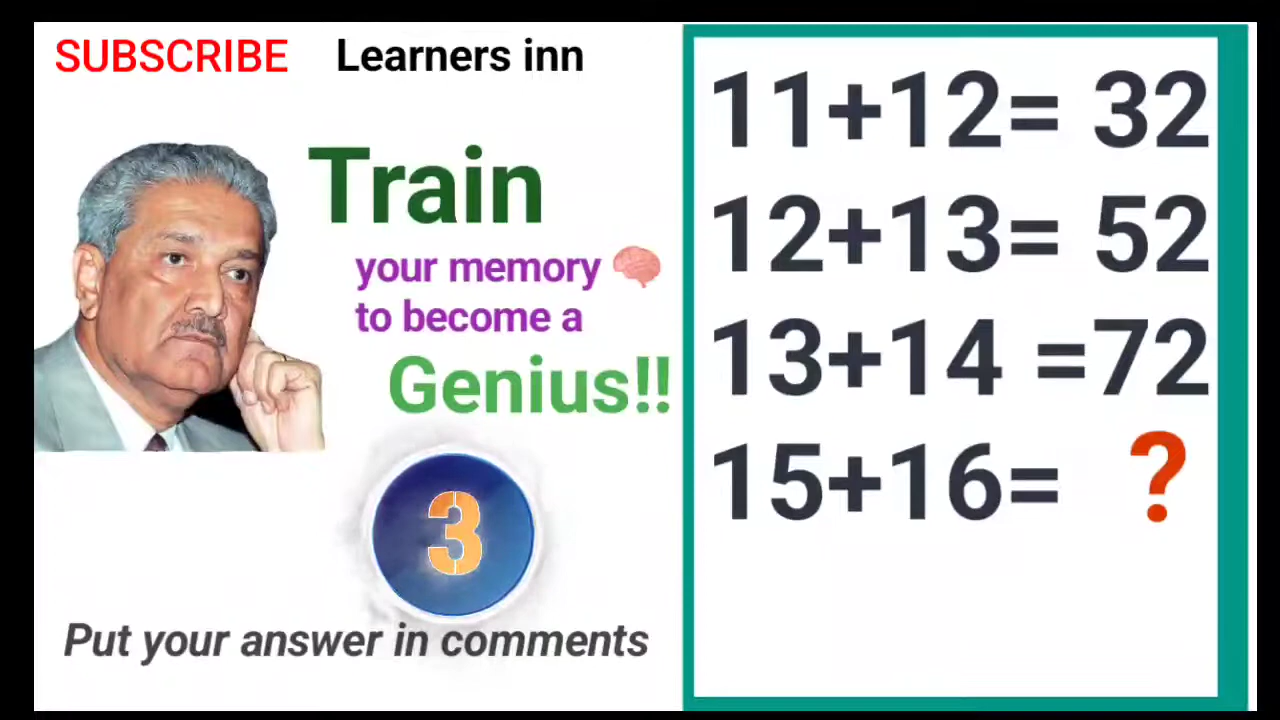 SUBSCRIBE Learners inn
Train
your memory
to become a
Genius!!
3
Put your answer in comments
11+12= 32
12+13= 52
13+14 =72
15+16= ?